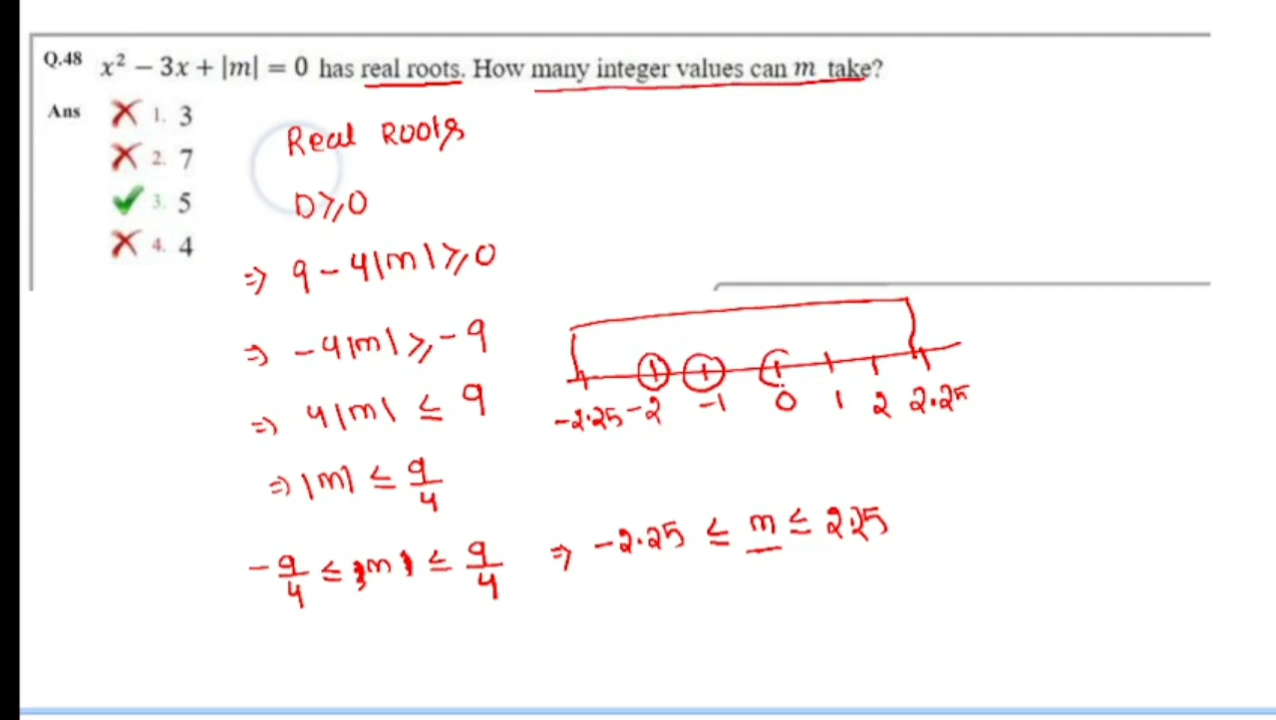 Q.48 x² − 3x + |m| = 0 has real roots. How many integer values can m take?
Ans 1. 3
2. 7
3. 5
4. 4
Real Roots
D ≥ 0
⇒ 9 − 4|m| ≥ 0
⇒ −4|m| ≥ −9
⇒ 4|m| ≤ 9
⇒ |m| ≤ 9/4
−9/4 ≤ m ≤ 9/4 ⇒ −2.25 ≤ m ≤ 2.25
−2.25 −2 −1 0 1 2 2.25